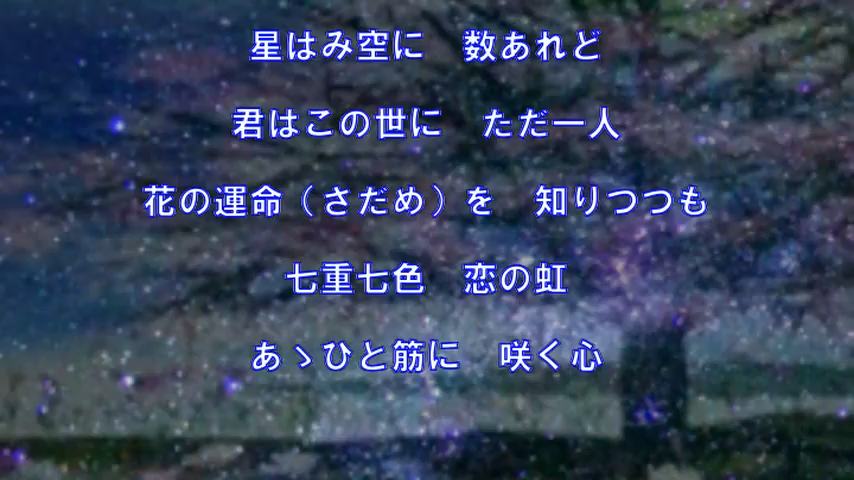 星はみ空に　数あれど
君はこの世に　ただ一人
花の運命（さだめ）を　知りつつも
七重七色　恋の虹
あゝひと筋に　咲く心